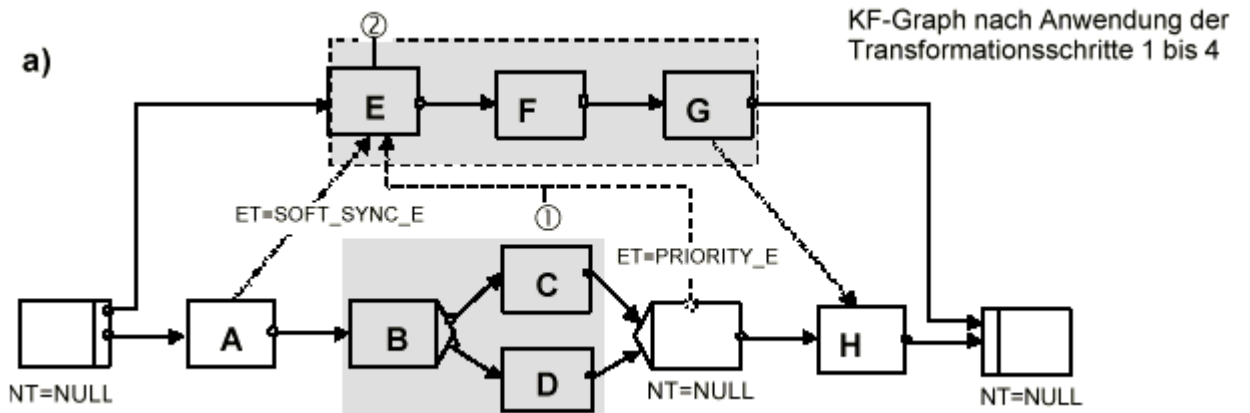 KF-Graph nach Anwendung der
Transformationsschritte 1 bis 4
②
a)
E
F
G
ET=SOFT_SYNC_E
①
ET=PRIORITY_E
C
A
B
H
D
NT=NULL
NT=NULL
NT=NULL